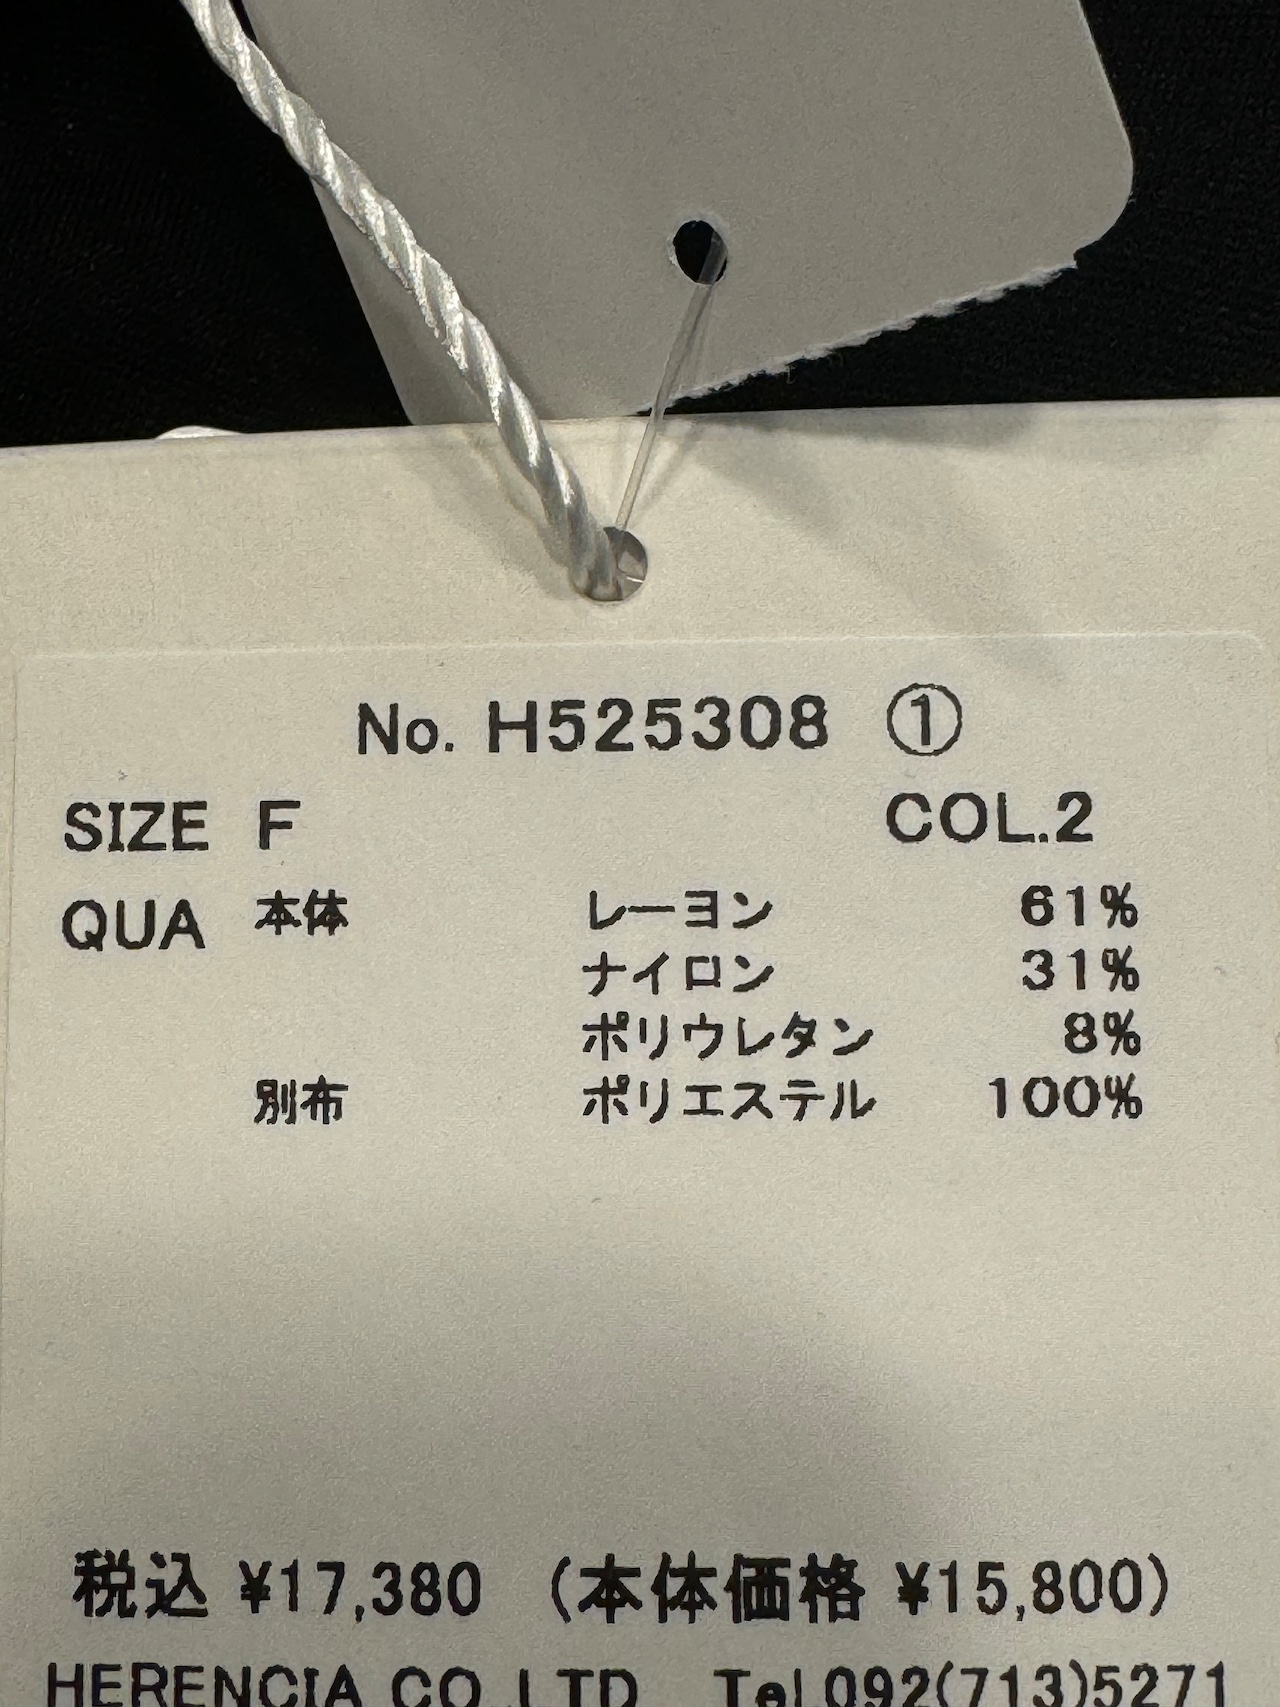 No. H525308 ①
SIZE F COL.2
QUA 本体 レーヨン 61%
ナイロン 31%
ポリウレタン 8%
別布 ポリエステル 100%
税込 ¥17,380 (本体価格 ¥15,800)
HERENCIA CO.,LTD Tel.092(713)5271